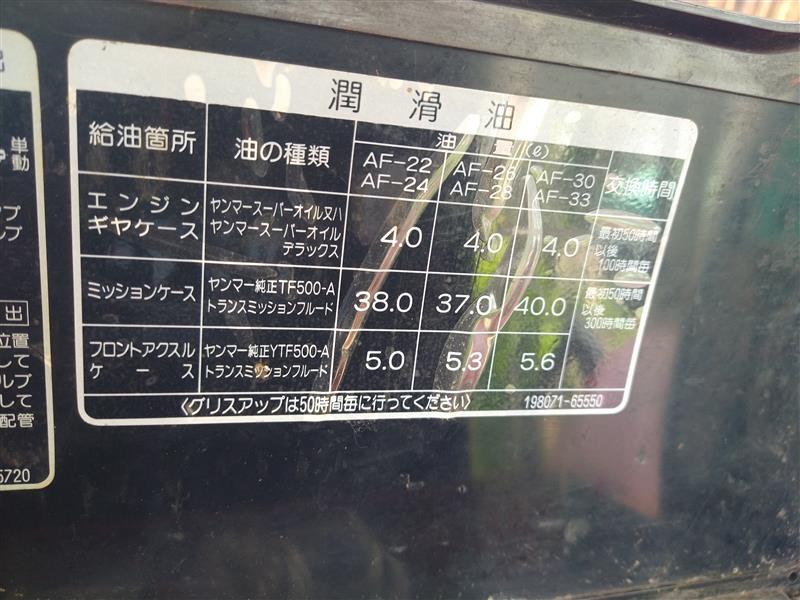 潤滑油
給油箇所 油の種類 油量(ℓ) 交換時間
AF-22 AF-26 AF-30
AF-24 AF-28 AF-33
エンジン ヤンマースーパーオイル又ハ 最初50時間
ギヤケース ヤンマースーパーオイル 4.0 4.0 4.0 以後
デラックス 100時間毎
ミッションケース ヤンマー純正TF500-A 38.0 37.0 40.0 最初50時間
トランスミッションフルード 以後
300時間毎
フロントアクスル ヤンマー純正YTF500-A 5.0 5.3 5.6
ケース トランスミッションフルード
〈グリスアップは50時間毎に行ってください〉 198071-65550
単
動
出
位置
して
ルブ
して
配管
5720